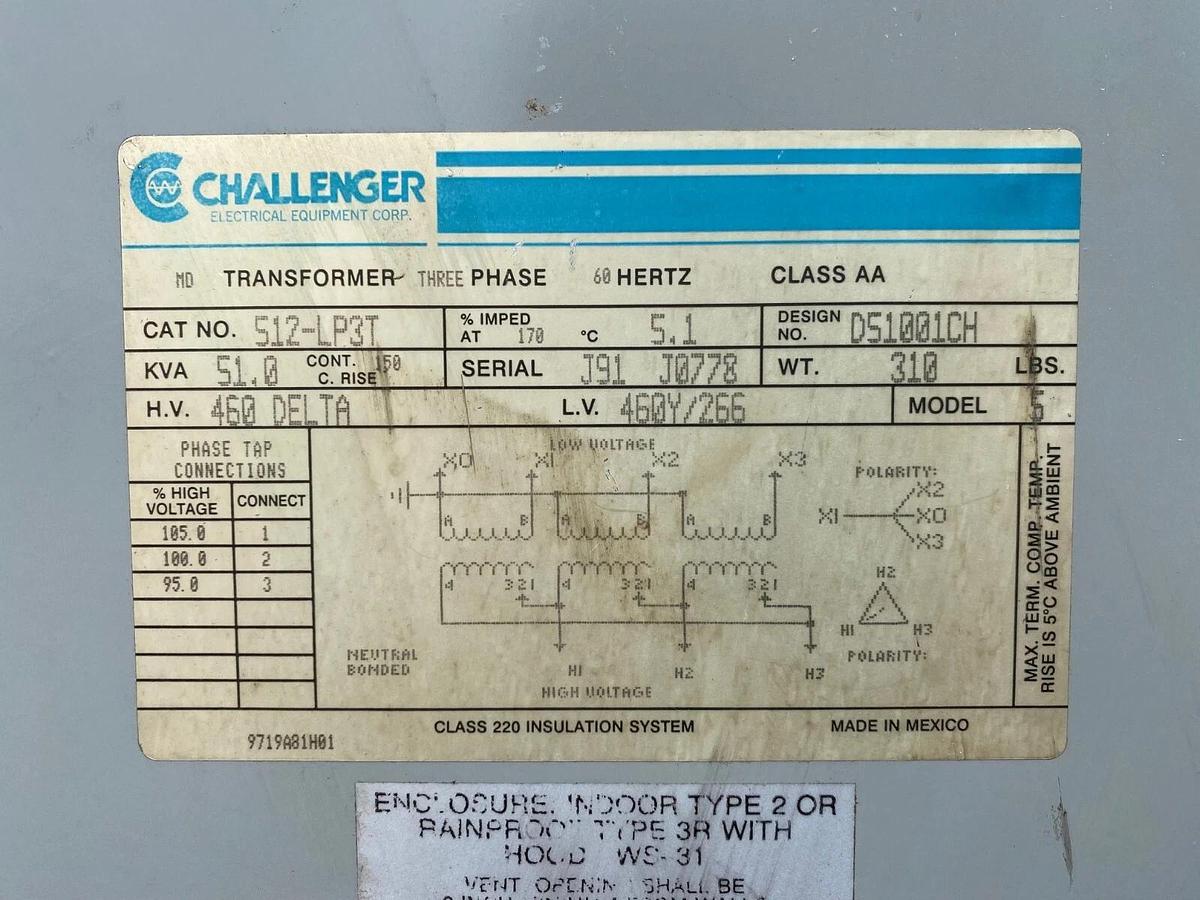 CHALLENGER
ELECTRICAL EQUIPMENT CORP.
MD TRANSFORMER THREE PHASE 60 HERTZ CLASS AA
CAT NO. S12-LP3T
% IMPED AT 170 °C 5.1
DESIGN NO. DS1001CH
KVA 51.0 CONT. 150 C. RISE
SERIAL J91 J0778
WT. 310 LBS.
H.V. 460 DELTA
L.V. 460Y/266
MODEL
PHASE TAP
CONNECTIONS
% HIGH VOLTAGE CONNECT
105.0 1
100.0 2
95.0 3
LOW VOLTAGE
X0 X1 X2 X3
A B A B A B
4 3 2 1 4 3 2 1 4 3 2 1
NEUTRAL
BONDED
H1 H2 H3
HIGH VOLTAGE
POLARITY:
X2
X1 X0
X3
H2
H1 H3
POLARITY:
MAX. TERM. COMP. TEMP.
RISE IS 5°C ABOVE AMBIENT
9719A81H01
CLASS 220 INSULATION SYSTEM
MADE IN MEXICO
ENCLOSURE. INDOOR TYPE 2 OR
RAINPROOF TYPE 3R WITH
HOOD WS-31
VENT OPENIN SHALL BE